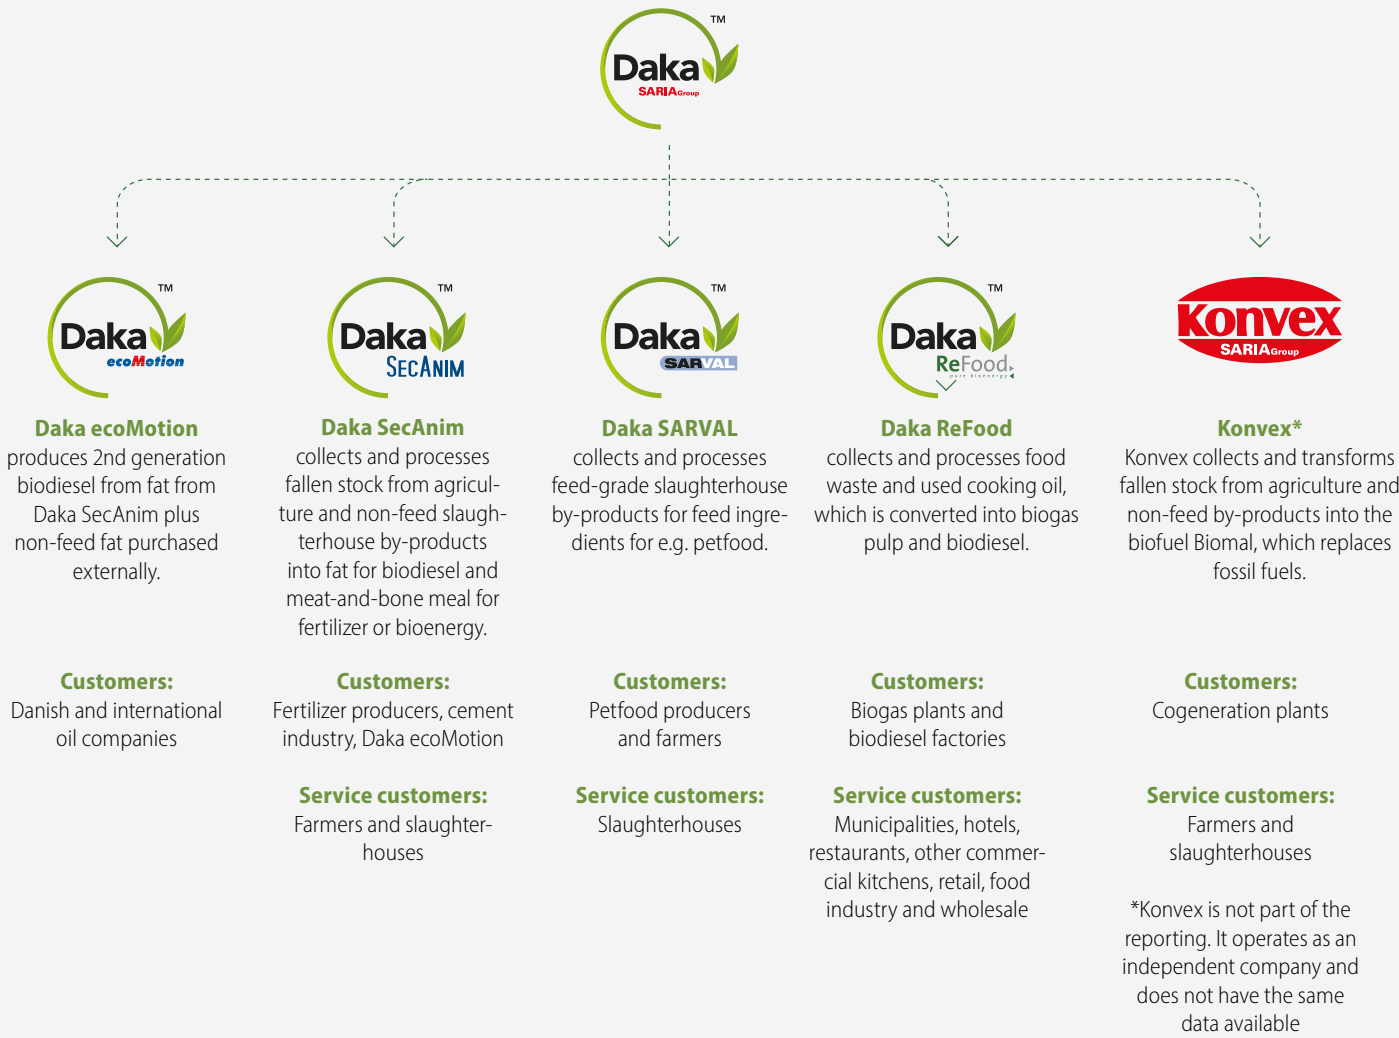 TM
Daka
SARIA Group
TM
Daka
ecoMotion
TM
Daka
SECANIM
TM
Daka
SARVAL
TM
Daka
ReFood
pure bioenergy
Konvex
SARIA Group
Daka ecoMotion
produces 2nd generation
biodiesel from fat from
Daka SecAnim plus
non-feed fat purchased
externally.
Customers:
Danish and international
oil companies
Daka SecAnim
collects and processes
fallen stock from agricul-
ture and non-feed slaugh-
terhouse by-products
into fat for biodiesel and
meat-and-bone meal for
fertilizer or bioenergy.
Customers:
Fertilizer producers, cement
industry, Daka ecoMotion
Service customers:
Farmers and slaughter-
houses
Daka SARVAL
collects and processes
feed-grade slaughterhouse
by-products for feed ingre-
dients for e.g. petfood.
Customers:
Petfood producers
and farmers
Service customers:
Slaughterhouses
Daka ReFood
collects and processes food
waste and used cooking oil,
which is converted into biogas
pulp and biodiesel.
Customers:
Biogas plants and
biodiesel factories
Service customers:
Municipalities, hotels,
restaurants, other commer-
cial kitchens, retail, food
industry and wholesale
Konvex*
Konvex collects and transforms
fallen stock from agriculture and
non-feed by-products into the
biofuel Biomal, which replaces
fossil fuels.
Customers:
Cogeneration plants
Service customers:
Farmers and
slaughterhouses
*Konvex is not part of the
reporting. It operates as an
independent company and
does not have the same
data available